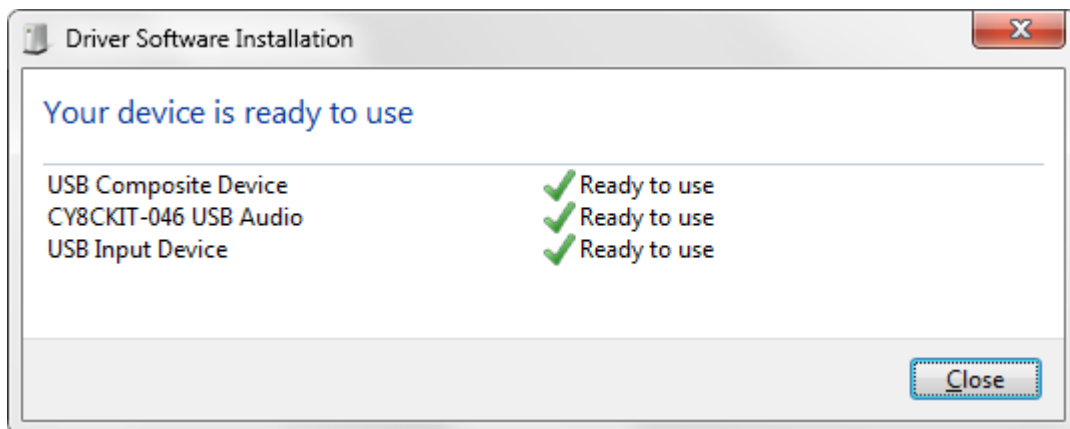 Driver Software Installation
Your device is ready to use
USB Composite Device Ready to use
CY8CKIT-046 USB Audio Ready to use
USB Input Device Ready to use
Close